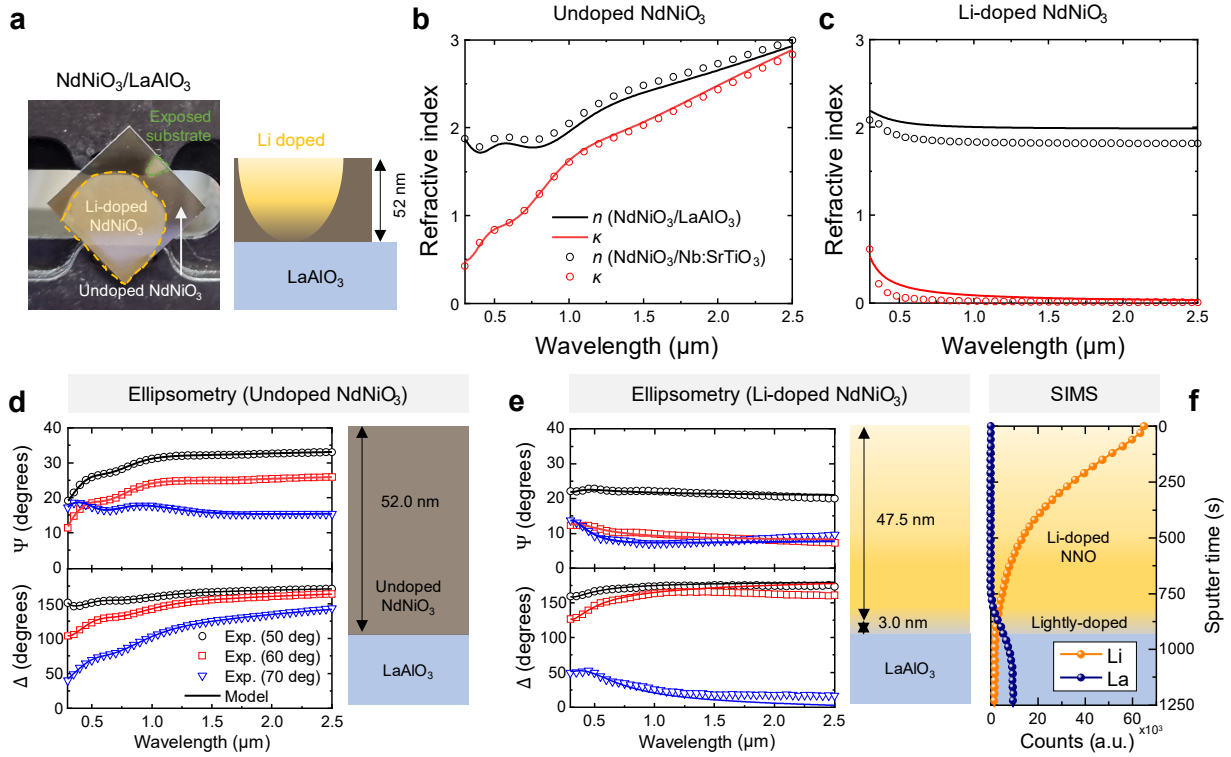 a
NdNiO₃/LaAlO₃
Exposed
substrate
Li-doped
NdNiO₃
Undoped NdNiO₃
Li doped
52 nm
LaAlO₃
b
Undoped NdNiO₃
Refractive index
3
2
1
0
n (NdNiO₃/LaAlO₃)
κ
n (NdNiO₃/Nb:SrTiO₃)
κ
0.5 1.0 1.5 2.0 2.5
Wavelength (μm)
c
Li-doped NdNiO₃
Refractive index
3
2
1
0
0.5 1.0 1.5 2.0 2.5
Wavelength (μm)
d
Ellipsometry (Undoped NdNiO₃)
Ψ (degrees)
40
30
20
10
0
Δ (degrees)
150
100
50
0
Exp. (50 deg)
Exp. (60 deg)
Exp. (70 deg)
Model
0.5 1.0 1.5 2.0 2.5
Wavelength (μm)
52.0 nm
Undoped
NdNiO₃
LaAlO₃
e
Ellipsometry (Li-doped NdNiO₃)
Ψ (degrees)
40
30
20
10
0
Δ (degrees)
150
100
50
0
0.5 1.0 1.5 2.0 2.5
Wavelength (μm)
47.5 nm
3.0 nm
LaAlO₃
SIMS
f
Li-doped
NNO
Lightly-doped
Li
La
0
250
500
750
1000
1250
Sputter time (s)
0 20 40 60
×10³
Counts (a.u.)